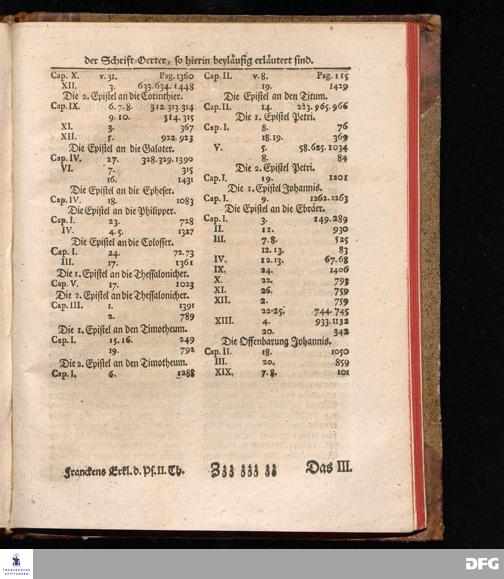 der Schrift-Oerter, so hierin beyläufig erläutert sind.
Cap. X. v. 31. Pag. 1360
XII. 3. 633. 634. 1448
Die 2. Epistel an die Corinthier.
Cap. IX. 6. 7. 8. 312. 313. 314
9. 10. 314. 315
XI. 3. 367
XII. 5. 922. 923
Die Epistel an die Galater.
Cap. IV. 27. 328. 329. 1390
VI. 7. 315
16. 1431
Die Epistel an die Epheser.
Cap. IV. 18. 1083
Die Epistel an die Philipper.
Cap. I. 23. 728
IV. 4. 5. 1327
Die Epistel an die Colosser.
Cap. I. 24. 72. 73
III. 17. 1361
Die 1. Epistel an die Thessalonicher.
Cap. V. 17. 1023
Die 2. Epistel an die Thessalonicher.
Cap. III. 1. 1391
2. 789
Die 1. Epistel an den Timotheum.
Cap. I. 15. 16. 249
19. 792
Die 2. Epistel an den Timotheum.
Cap. I. 6. 1288
Cap. II. v. 8. Pag. 115
19. 1429
Die Epistel an den Titum.
Cap. II. 14. 223. 965. 966
Die 1. Epistel Petri.
Cap. I. 8. 76
18. 19. 369
V. 5. 58. 625. 1034
8. 84
Die 2. Epistel Petri.
Cap. I. 19. 1201
Die 1. Epistel Johannis.
Cap. I. 9. 1262. 1263
Die Epistel an die Ebräer.
Cap. I. 3. 149. 289
II. 11. 930
III. 7. 8. 525
12. 13. 83
IV. 12. 13. 67. 68
IX. 24. 1406
X. 22. 793
XI. 26. 759
XII. 2. 759
22-25. 744. 745
XIII. 4. 933. 1132
20. 342
Die Offenbarung Johannis.
Cap. II. 18. 1050
III. 20. 859
XIX. 7. 8. 101
Franckens Erkl. d. Ps. II. Th. Das III.
FRANCKESCHE
STIFTUNGEN
DFG